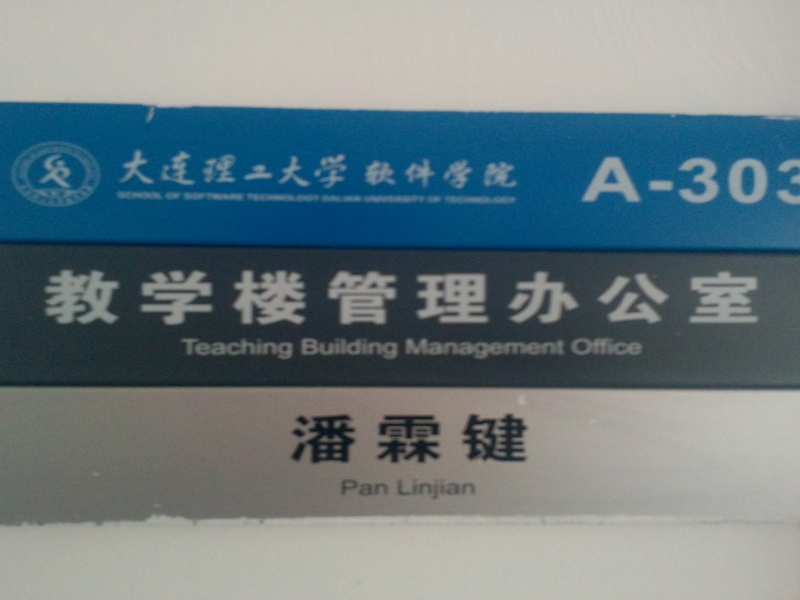 大连理工大学 软件学院
SCHOOL OF SOFTWARE TECHNOLOGY DALIAN UNIVERSITY OF TECHNOLOGY
A-303
教学楼管理办公室
Teaching Building Management Office
潘霖键
Pan Linjian